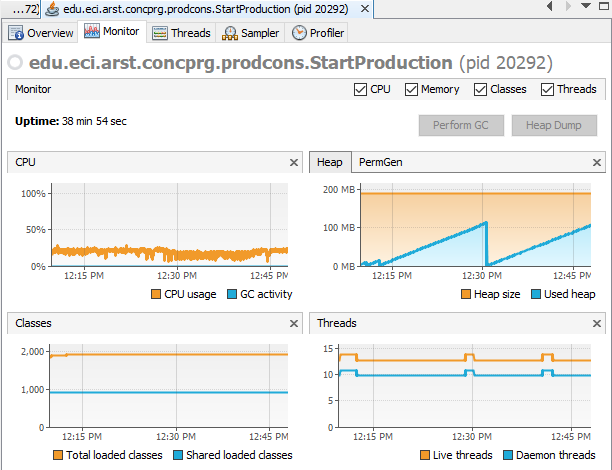 ...72) edu.eci.arst.concprg.prodcons.StartProduction (pid 20292)
Overview Monitor Threads Sampler Profiler
edu.eci.arst.concprg.prodcons.StartProduction (pid 20292)
Monitor CPU Memory Classes Threads
Uptime: 38 min 54 sec
Perform GC Heap Dump
CPU
100%
50%
0%
12:15 PM 12:30 PM 12:45 PM
CPU usage GC activity
Heap PermGen
200 MB
100 MB
0 MB
12:15 PM 12:30 PM 12:45 PM
Heap size Used heap
Classes
2,000
1,000
0
12:15 PM 12:30 PM 12:45 PM
Total loaded classes Shared loaded classes
Threads
15
10
5
0
12:15 PM 12:30 PM 12:45 PM
Live threads Daemon threads